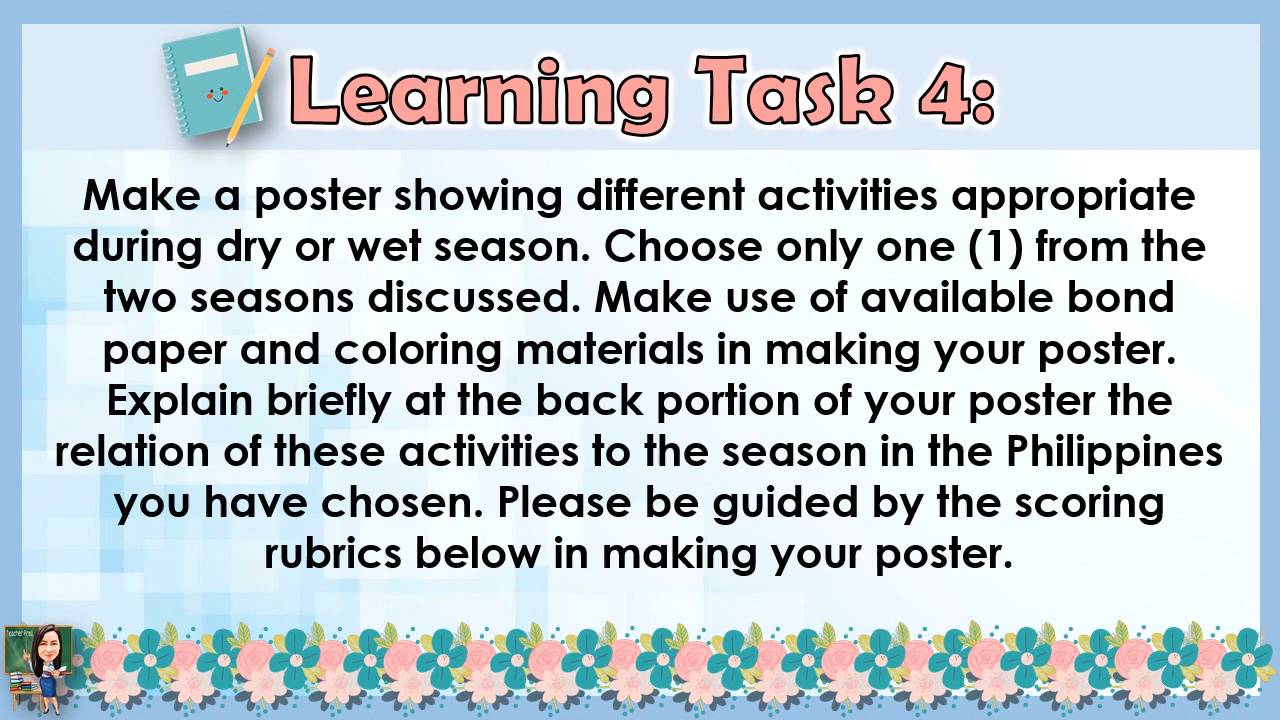 Learning Task 4:
Make a poster showing different activities appropriate
during dry or wet season. Choose only one (1) from the
two seasons discussed. Make use of available bond
paper and coloring materials in making your poster.
Explain briefly at the back portion of your poster the
relation of these activities to the season in the Philippines
you have chosen. Please be guided by the scoring
rubrics below in making your poster.